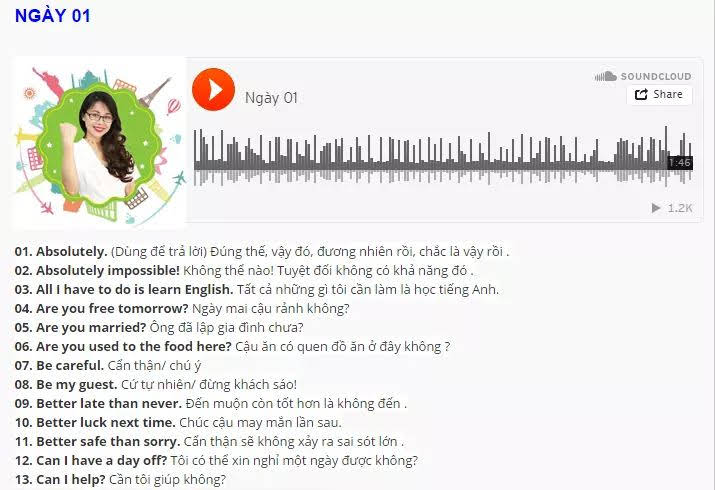 NGÀY 01
SOUNDCLOUD
Share
Ngày 01
1:46
1.2K
01. Absolutely. (Dùng để trả lời) Đúng thế, vậy đó, đương nhiên rồi, chắc là vậy rồi .
02. Absolutely impossible! Không thể nào! Tuyệt đối không có khả năng đó .
03. All I have to do is learn English. Tất cả những gì tôi cần làm là học tiếng Anh.
04. Are you free tomorrow? Ngày mai cậu rảnh không?
05. Are you married? Ông đã lập gia đình chưa?
06. Are you used to the food here? Cậu ăn có quen đồ ăn ở đây không ?
07. Be careful. Cẩn thận/ chú ý
08. Be my guest. Cứ tự nhiên/ đừng khách sáo!
09. Better late than never. Đến muộn còn tốt hơn là không đến .
10. Better luck next time. Chúc cậu may mắn lần sau.
11. Better safe than sorry. Cẩn thận sẽ không xảy ra sai sót lớn .
12. Can I have a day off? Tôi có thể xin nghỉ một ngày được không?
13. Can I help? Cần tôi giúp không?